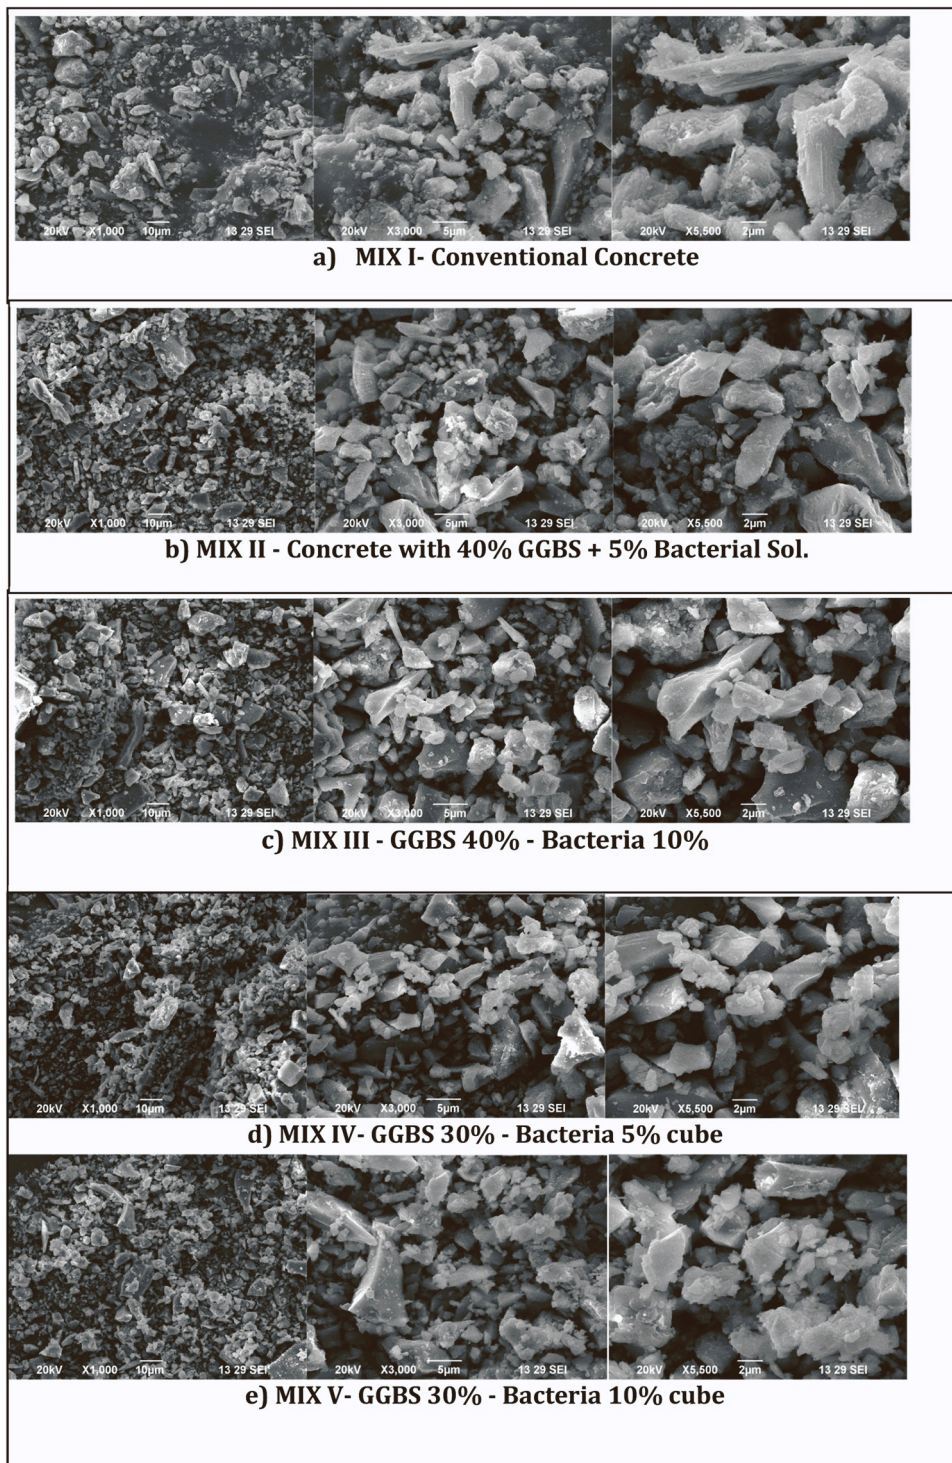 20kV X1,000 10µm 13 29 SEI 20kV X3,000 5µm 13 29 SEI 20kV X5,500 2µm 13 29 SEI
a) MIX I- Conventional Concrete
20kV X1,000 10µm 13 29 SEI 20kV X3,000 5µm 13 29 SEI 20kV X5,500 2µm 13 29 SEI
b) MIX II - Concrete with 40% GGBS + 5% Bacterial Sol.
20kV X1,000 10µm 13 29 SEI 20kV X3,000 5µm 13 29 SEI 20kV X5,500 2µm 13 29 SEI
c) MIX III - GGBS 40% - Bacteria 10%
20kV X1,000 10µm 13 29 SEI 20kV X3,000 5µm 13 29 SEI 20kV X5,500 2µm 13 29 SEI
d) MIX IV- GGBS 30% - Bacteria 5% cube
20kV X1,000 10µm 13 29 SEI 20kV X3,000 5µm 13 29 SEI 20kV X5,500 2µm 13 29 SEI
e) MIX V- GGBS 30% - Bacteria 10% cube